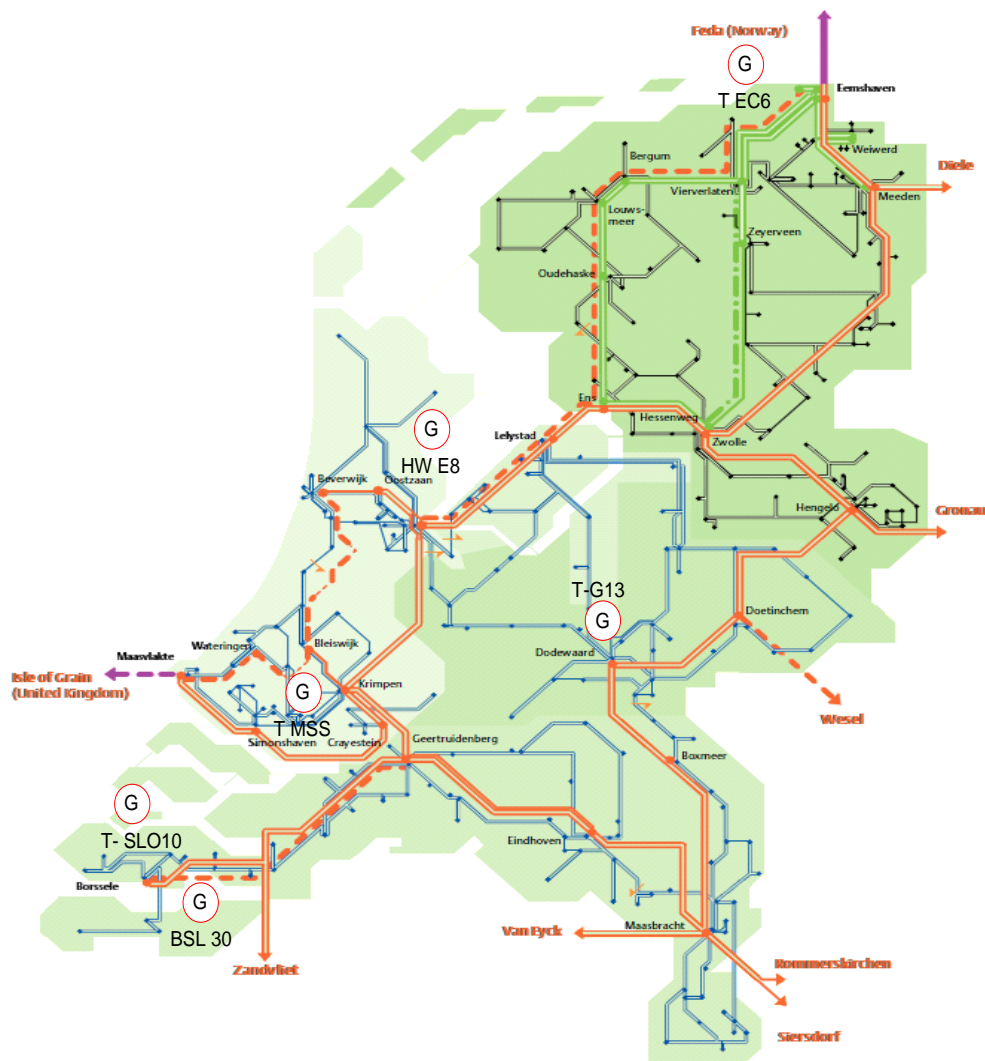 Feda (Norway)
G
T EC6
Eemshaven
Weiwerd
Bergum
Vierverlaten
Diele
Meeden
Louws-
meer
Zeyerveen
Oudehaske
Ens
Hessenweg
Zwolle
Lelystad
G
HW E8
Beverwijk
Oostzaan
Hengelo
Gronau
T-G13
G
Doetinchem
Dodewaard
Wateringen
Bleiswijk
Maasvlakte
Isle of Grain
(United Kingdom)
Krimpen
G
T MSS
Simonshaven
Crayestein
Geertruidenberg
Wesel
Boxmeer
G
T- SLO10
Eindhoven
Borssele
G
BSL 30
Van Eyck
Maasbracht
Zandvliet
Rommerskirchen
Siersdorf